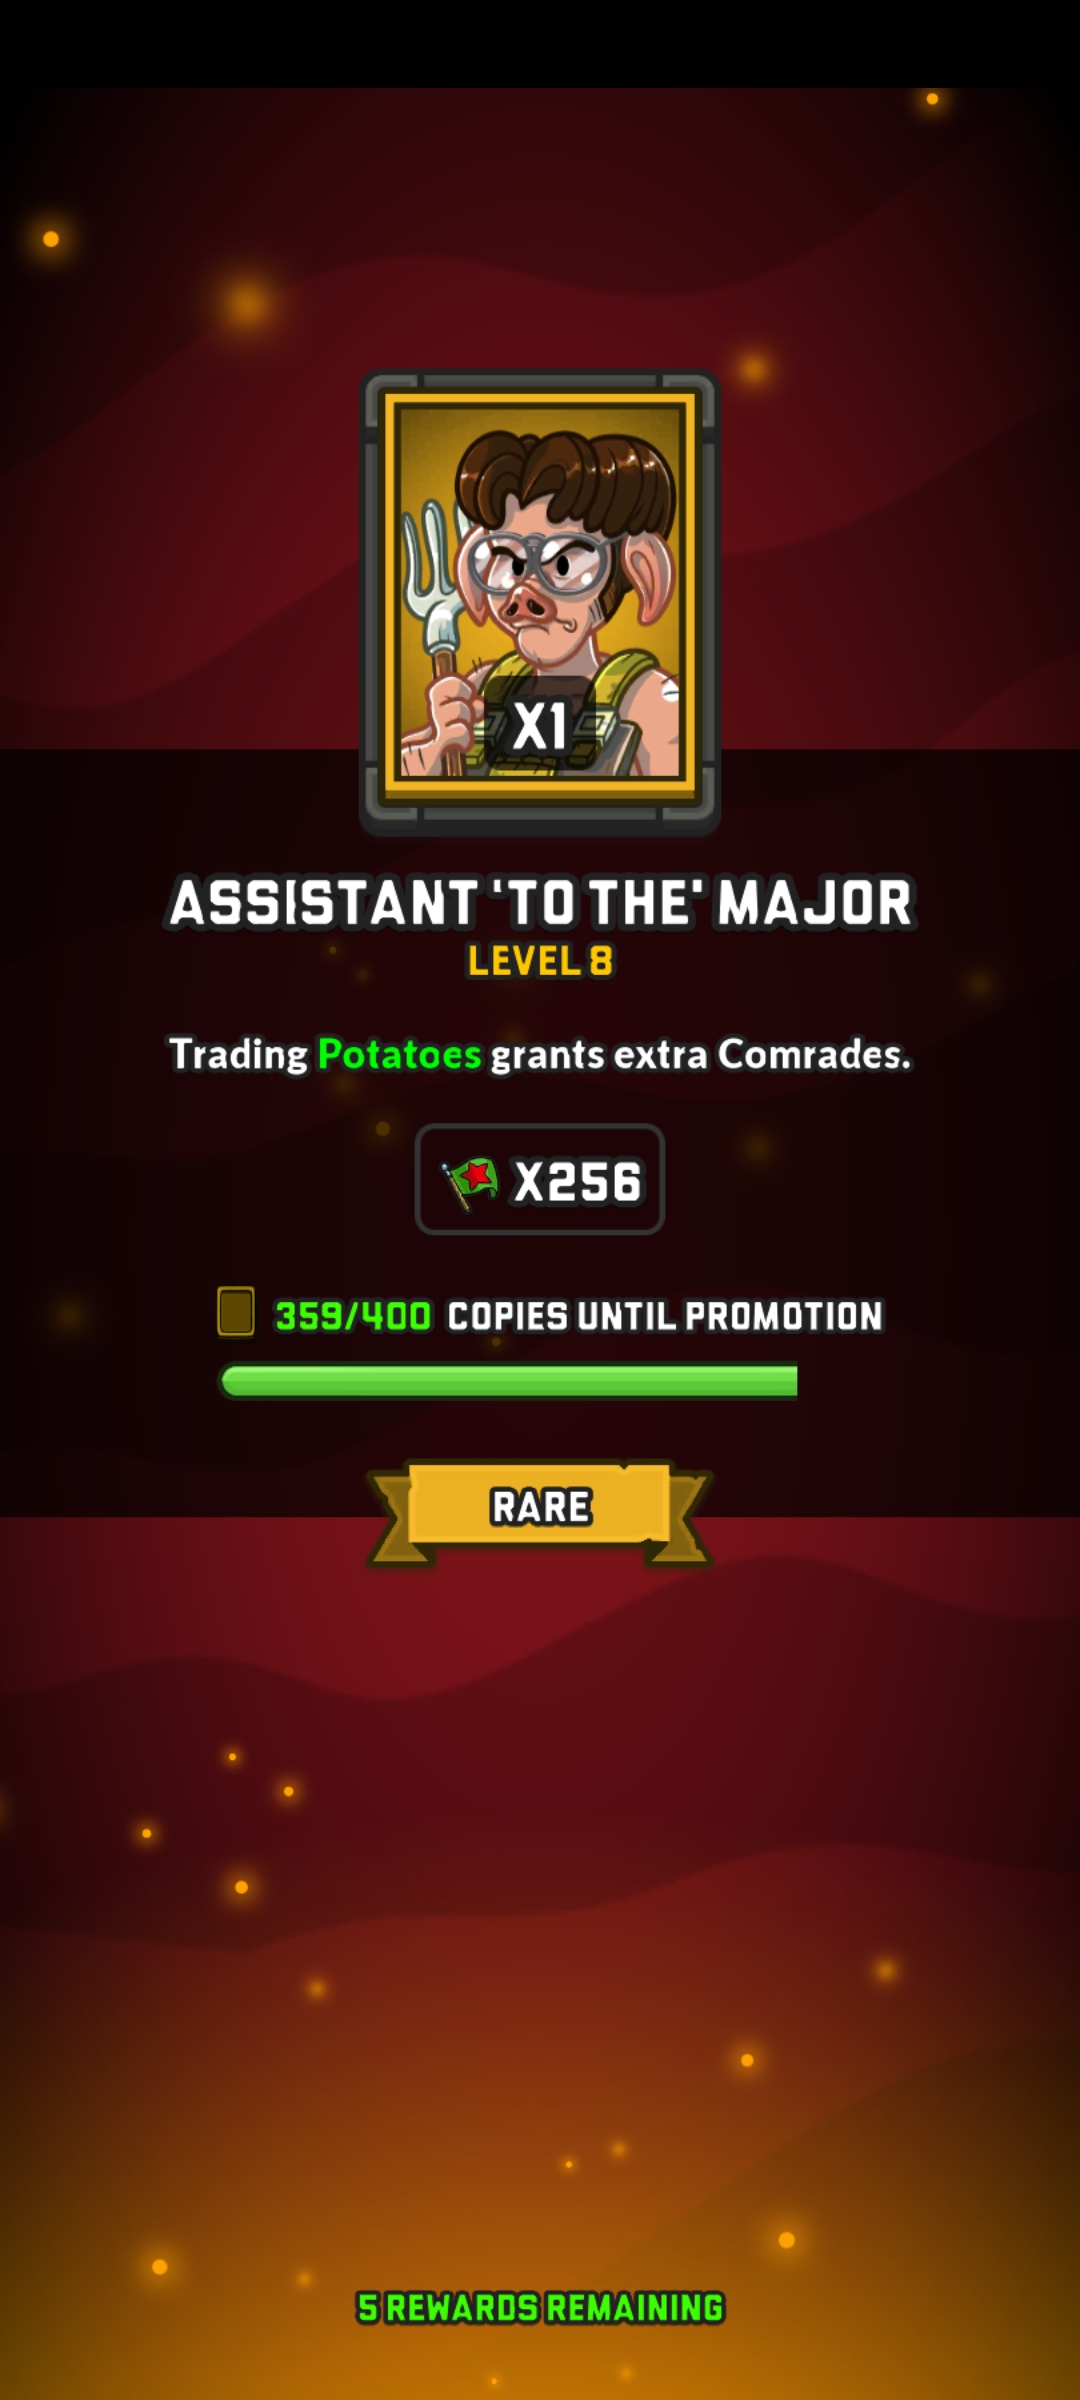 X1
ASSISTANT 'TO THE' MAJOR
LEVEL 8
Trading Potatoes grants extra Comrades.
X256
359/400 COPIES UNTIL PROMOTION
RARE
5 REWARDS REMAINING